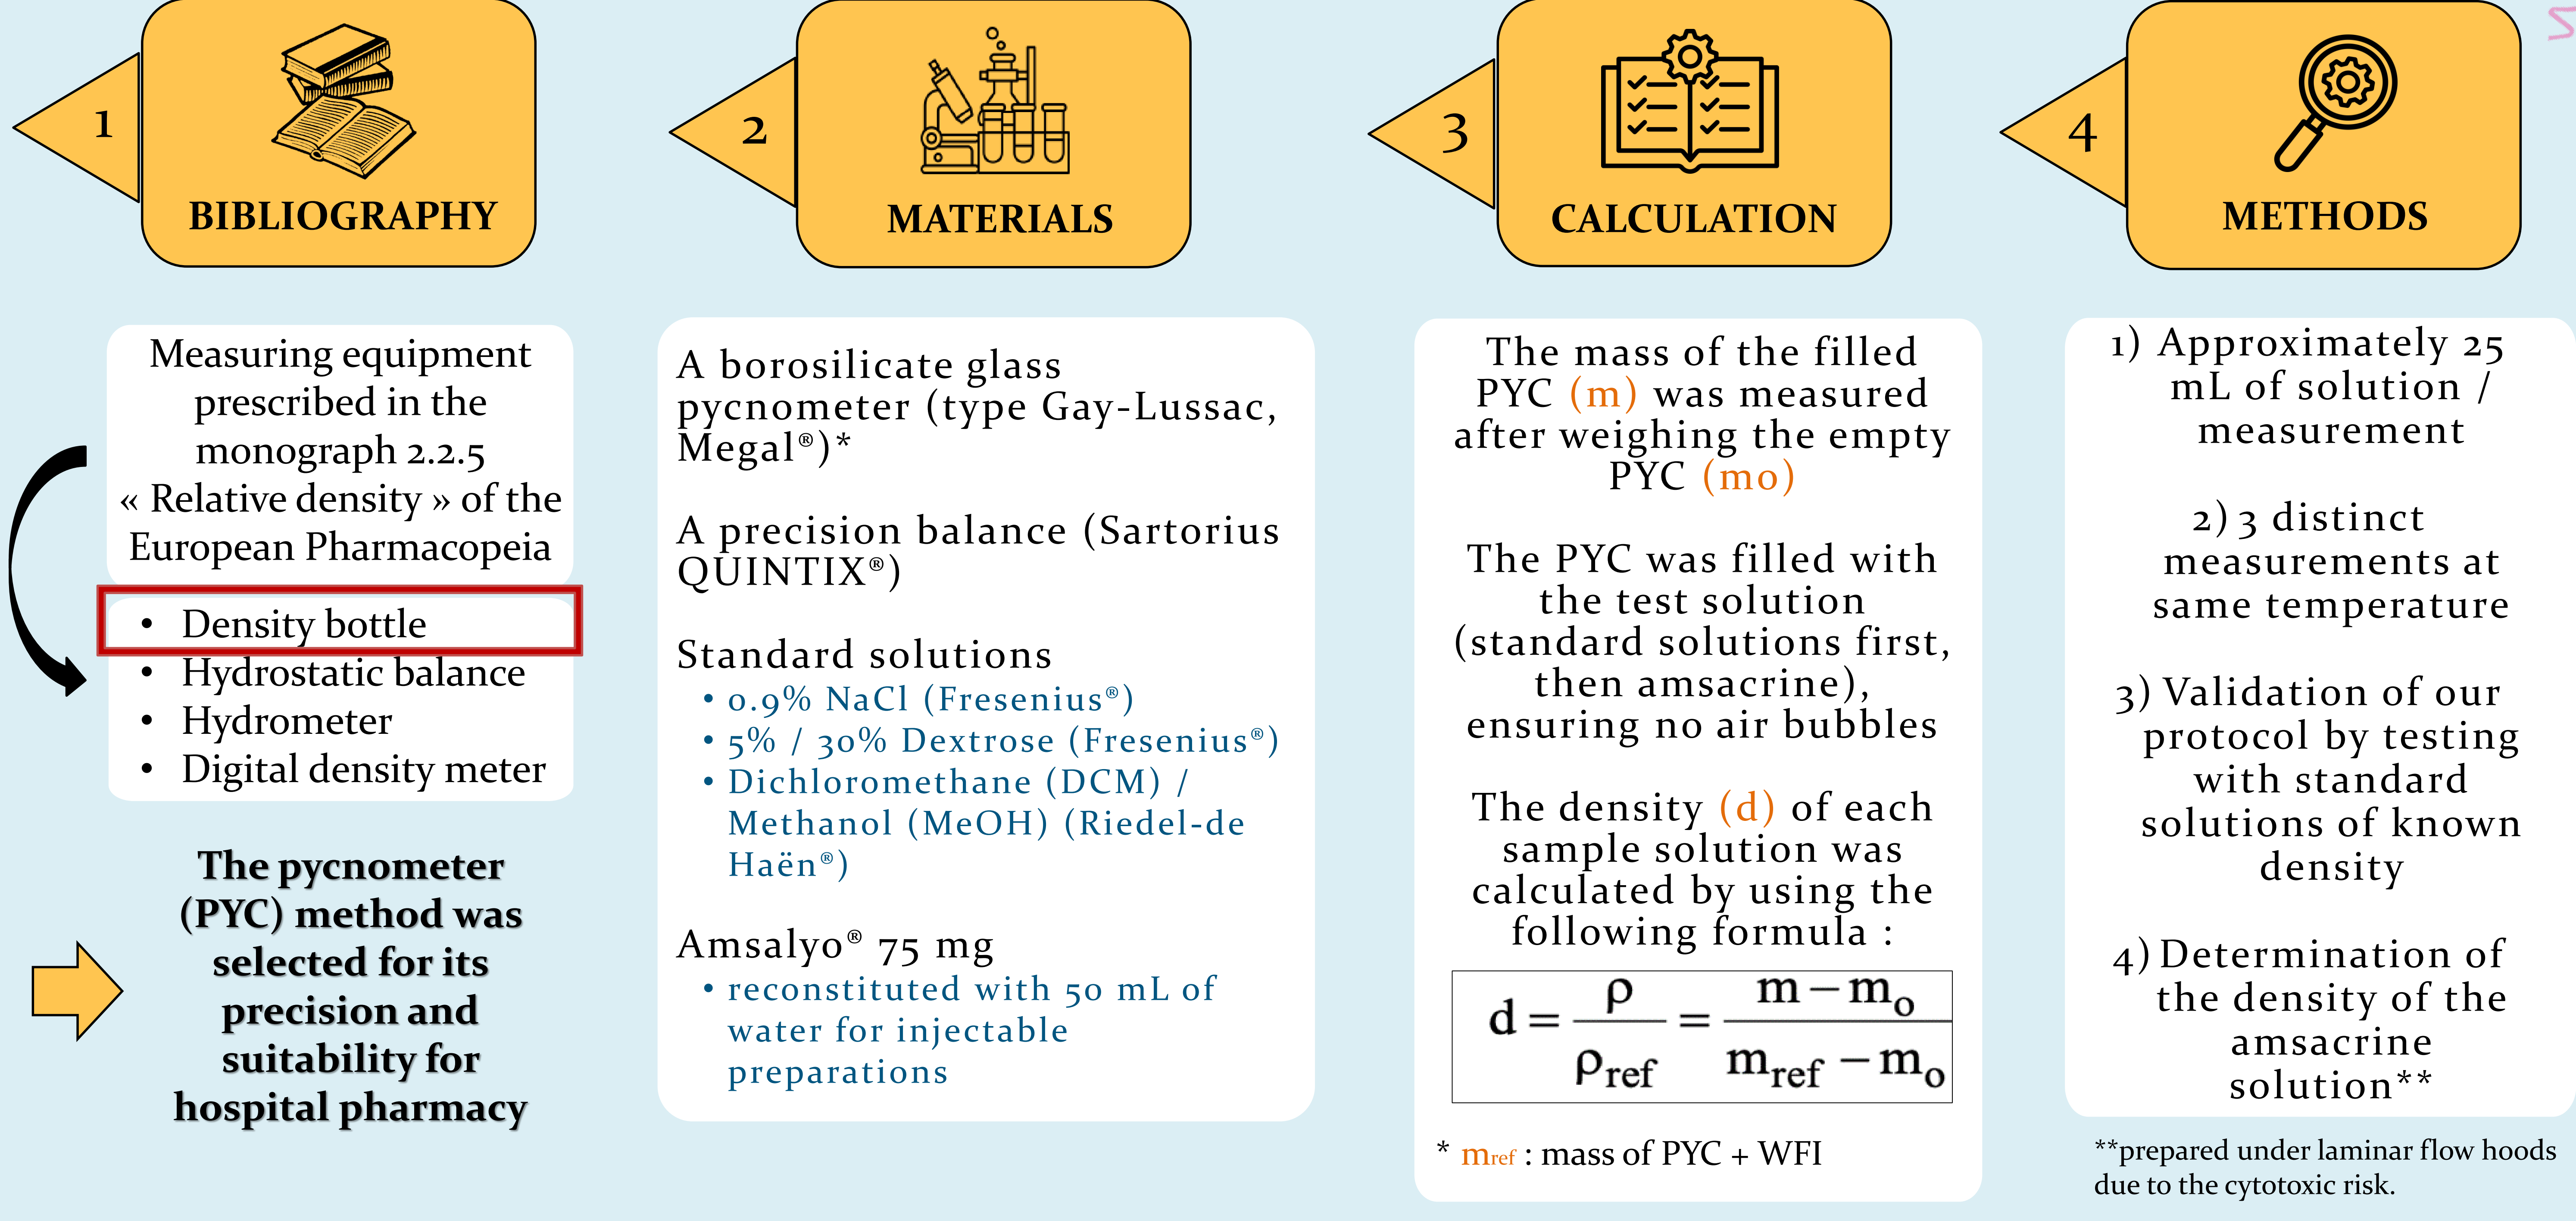 1
BIBLIOGRAPHY
Measuring equipment
prescribed in the
monograph 2.2.5
« Relative density » of the
European Pharmacopeia
• Density bottle
• Hydrostatic balance
• Hydrometer
• Digital density meter
The pycnometer
(PYC) method was
selected for its
precision and
suitability for
hospital pharmacy
2
MATERIALS
A borosilicate glass
pycnometer (type Gay-Lussac,
Megal®)*
A precision balance (Sartorius
QUINTIX®)
Standard solutions
• 0.9% NaCl (Fresenius®)
• 5% / 30% Dextrose (Fresenius®)
• Dichloromethane (DCM) /
Methanol (MeOH) (Riedel-de
Haën®)
Amsalyo® 75 mg
• reconstituted with 50 mL of
water for injectable
preparations
3
CALCULATION
The mass of the filled
PYC (m) was measured
after weighing the empty
PYC (mo)
The PYC was filled with
the test solution
(standard solutions first,
then amsacrine),
ensuring no air bubbles
The density (d) of each
sample solution was
calculated by using the
following formula :
d = ρ / ρref = m – mo / mref – mo
* mref : mass of PYC + WFI
4
METHODS
1) Approximately 25
mL of solution /
measurement
2) 3 distinct
measurements at
same temperature
3) Validation of our
protocol by testing
with standard
solutions of known
density
4) Determination of
the density of the
amsacrine
solution**
**prepared under laminar flow hoods
due to the cytotoxic risk.